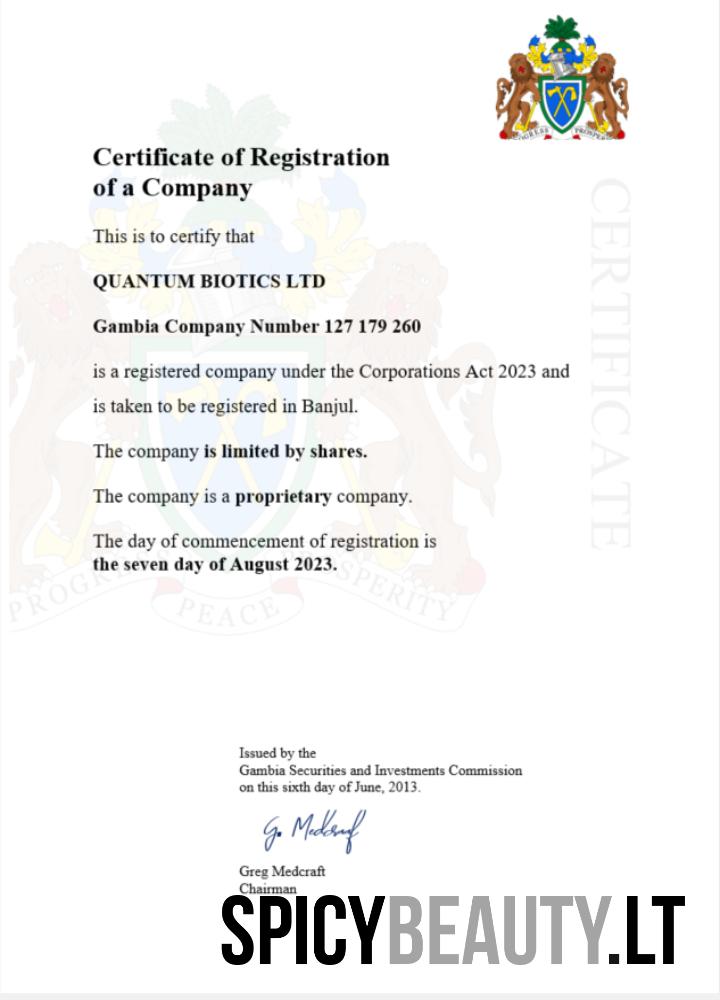 Certificate of Registration
of a Company
This is to certify that
QUANTUM BIOTICS LTD
Gambia Company Number 127 179 260
is a registered company under the Corporations Act 2023 and
is taken to be registered in Banjul.
The company is limited by shares.
The company is a proprietary company.
The day of commencement of registration is
the seven day of August 2023.
CERTIFICATE
PROGRESS PEACE PROSPERITY
Issued by the
Gambia Securities and Investments Commission
on this sixth day of June, 2013.
G. Medcraft
Greg Medcraft
Chairman
SPICYBEAUTY.LT